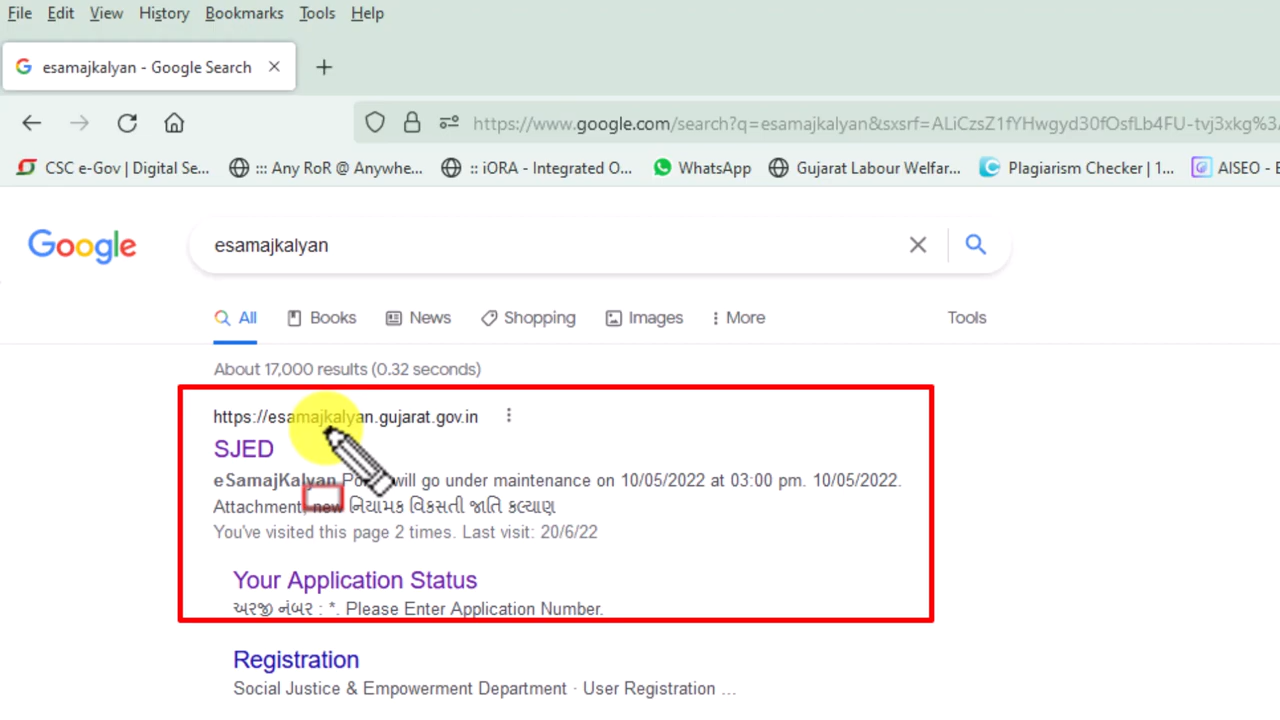 File Edit View History Bookmarks Tools Help
esamajkalyan - Google Search
https://www.google.com/search?q=esamajkalyan&sxsrf=ALiCzsZ1fYHwgyd30fOsfLb4FU-tvj3xkg%3
CSC e-Gov | Digital Se... ::: Any RoR @ Anywhe... :: iORA - Integrated O... WhatsApp Gujarat Labour Welfar... Plagiarism Checker | 1... AISEO -
Google esamajkalyan
All Books News Shopping Images More Tools
About 17,000 results (0.32 seconds)
https://esamajkalyan.gujarat.gov.in
SJED
eSamajKalyan will go under maintenance on 10/05/2022 at 03:00 pm. 10/05/2022.
Attachment, new નિયામક વિકસતી જાતિ કલ્યાણ
You've visited this page 2 times. Last visit: 20/6/22
Your Application Status
અરજી નંબર : *. Please Enter Application Number.
Registration
Social Justice & Empowerment Department · User Registration ...